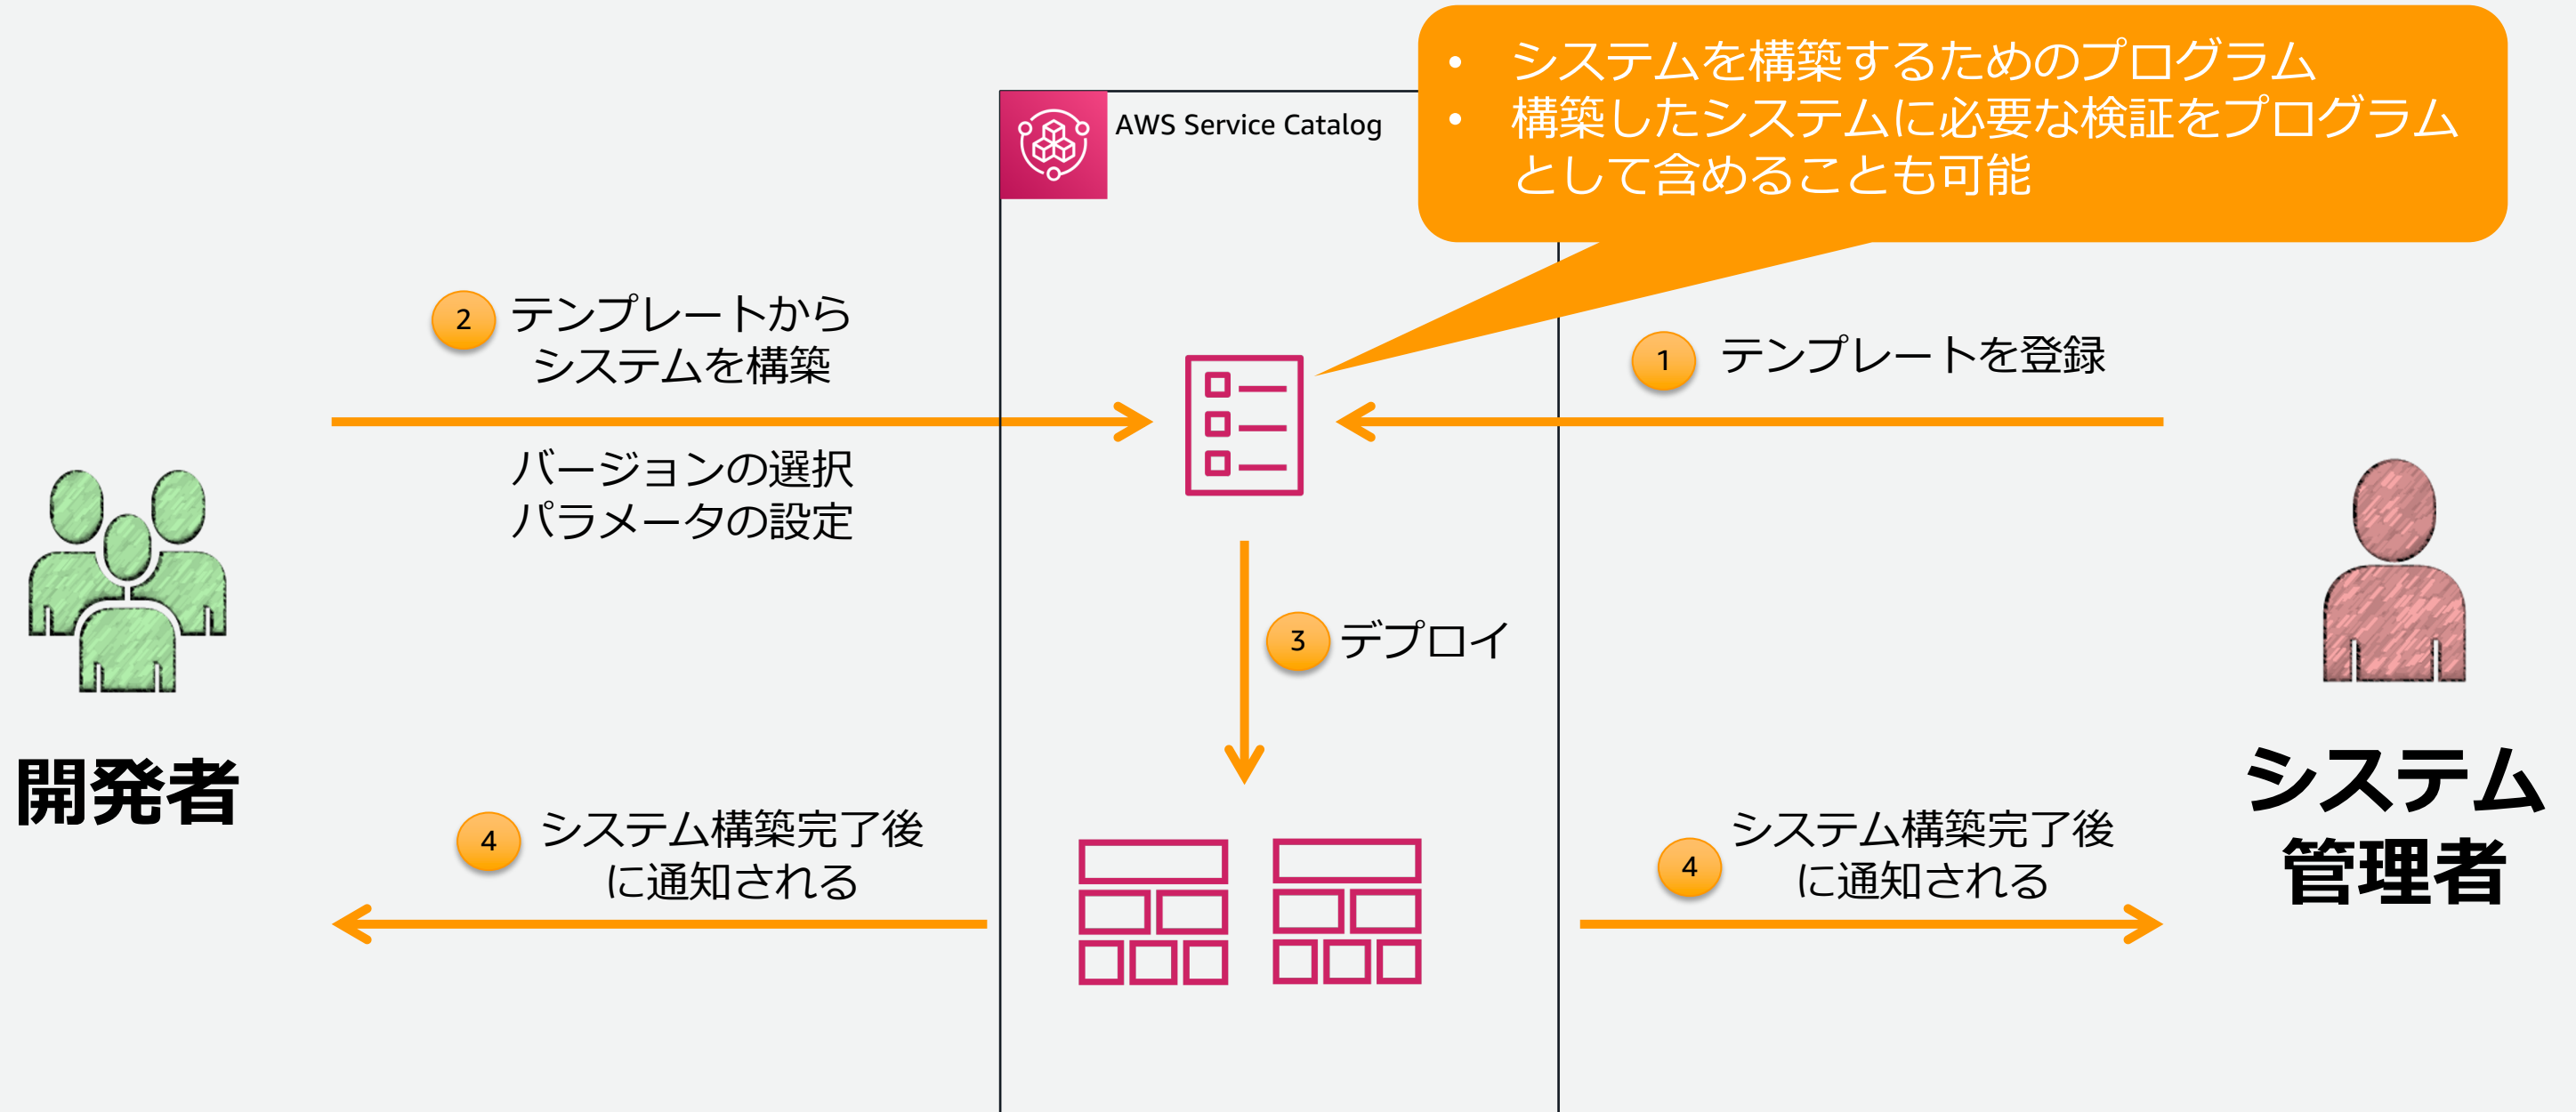 • システムを構築するためのプログラム
• 構築したシステムに必要な検証をプログラム
として含めることも可能
AWS Service Catalog
2 テンプレートから
システムを構築
バージョンの選択
パラメータの設定
1 テンプレートを登録
3 デプロイ
開発者
システム
管理者
4 システム構築完了後
に通知される
4 システム構築完了後
に通知される